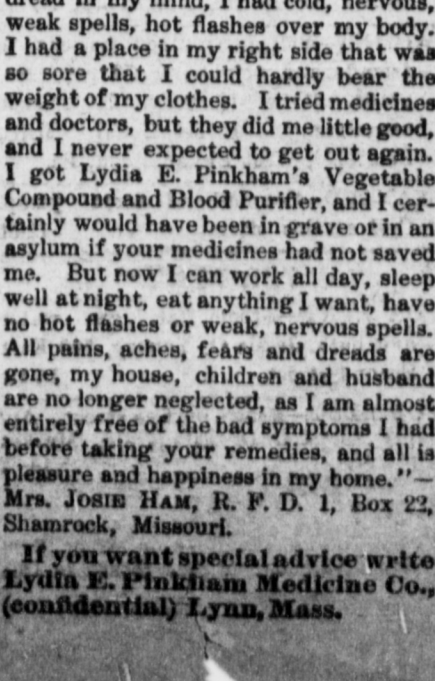 dread in my mind, I had cold, nervous,
weak spells, hot flashes over my body.
I had a place in my right side that was
so sore that I could hardly bear the
weight of my clothes. I tried medicines
and doctors, but they did me little good,
and I never expected to get out again.
I got Lydia E. Pinkham's Vegetable
Compound and Blood Purifier, and I cer-
tainly would have been in grave or in an
asylum if your medicines had not saved
me. But now I can work all day, sleep
well at night, eat anything I want, have
no hot flashes or weak, nervous spells.
All pains, aches, fears and dreads are
gone, my house, children and husband
are no longer neglected, as I am almost
entirely free of the bad symptoms I had
before taking your remedies, and all is
pleasure and happiness in my home."—
Mrs. JOSIE HAM, R. F. D. 1, Box 22,
Shamrock, Missouri.
If you want special advice write
Lydia E. Pinkham Medicine Co.,
(confidential) Lynn, Mass.